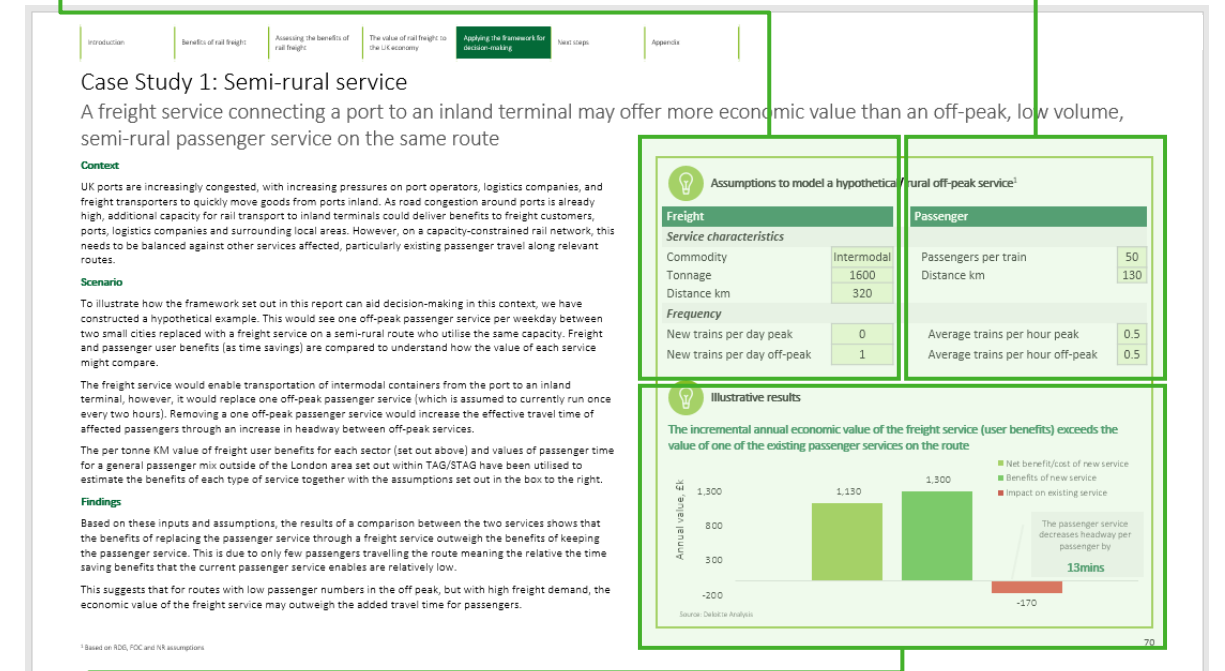 Introduction
Benefits of rail freight
Assessing the benefits of
rail freight
The value of rail freight to
the UK economy
Applying the framework for
decision-making
Next steps
Appendix
Case Study 1: Semi-rural service
A freight service connecting a port to an inland terminal may offer more economic value than an off-peak, low volume,
semi-rural passenger service on the same route
Context
UK ports are increasingly congested, with increasing pressures on port operators, logistics companies, and
freight transporters to quickly move goods from ports inland. As road congestion around ports is already
high, additional capacity for rail transport to inland terminals could deliver benefits to freight customers,
ports, logistics companies and surrounding local areas. However, on a capacity-constrained rail network, this
needs to be balanced against other services affected, particularly existing passenger travel along relevant
routes.
Scenario
To illustrate how the framework set out in this report can aid decision-making in this context, we have
constructed a hypothetical example. This would see one off-peak passenger service per weekday between
two small cities replaced with a freight service on a semi-rural route who utilise the same capacity. Freight
and passenger user benefits (as time savings) are compared to understand how the value of each service
might compare.
The freight service would enable transportation of intermodal containers from the port to an inland
terminal, however, it would replace one off-peak passenger service (which is assumed to currently run once
every two hours). Removing a one off-peak passenger service would increase the effective travel time of
affected passengers through an increase in headway between off-peak services.
The per tonne KM value of freight user benefits for each sector (set out above) and values of passenger time
for a general passenger mix outside of the London area set out within TAG/STAG have been utilised to
estimate the benefits of each type of service together with the assumptions set out in the box to the right.
Findings
Based on these inputs and assumptions, the results of a comparison between the two services shows that
the benefits of replacing the passenger service through a freight service outweigh the benefits of keeping
the passenger service. This is due to only few passengers travelling the route meaning the relative the time
saving benefits that the current passenger service enables are relatively low.
This suggests that for routes with low passenger numbers in the off peak, but with high freight demand, the
economic value of the freight service may outweigh the added travel time for passengers.
Assumptions to model a hypothetical rural off-peak service¹
Freight Passenger
Service characteristics
Commodity Intermodal Passengers per train 50
Tonnage 1600 Distance km 130
Distance km 320
Frequency
New trains per day peak 0 Average trains per hour peak 0.5
New trains per day off-peak 1 Average trains per hour off-peak 0.5
Illustrative results
The incremental annual economic value of the freight service (user benefits) exceeds the
value of one of the existing passenger services on the route
Net benefit/cost of new service
Benefits of new service
Impact on existing service
Annual value, £k
1,300
800
300
-200
1,130
1,300
-170
The passenger service
decreases headway per
passenger by
13mins
Source: Deloitte Analysis
¹ Based on RDG, FOC and NR assumptions
70